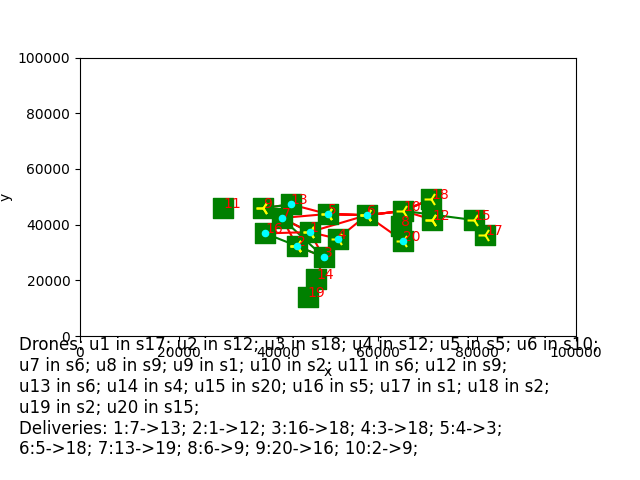 100000
80000
60000
40000
20000
0
y
11
3
18
12
15
17
20
14
19
0 20000 40000 60000 80000 100000
x
Drones: u1 in s17; u2 in s12; u3 in s18; u4 in s12; u5 in s5; u6 in s10;
u7 in s6; u8 in s9; u9 in s1; u10 in s2; u11 in s6; u12 in s9;
u13 in s6; u14 in s4; u15 in s20; u16 in s5; u17 in s1; u18 in s2;
u19 in s2; u20 in s15;
Deliveries: 1:7->13; 2:1->12; 3:16->18; 4:3->18; 5:4->3;
6:5->18; 7:13->19; 8:6->9; 9:20->16; 10:2->9;